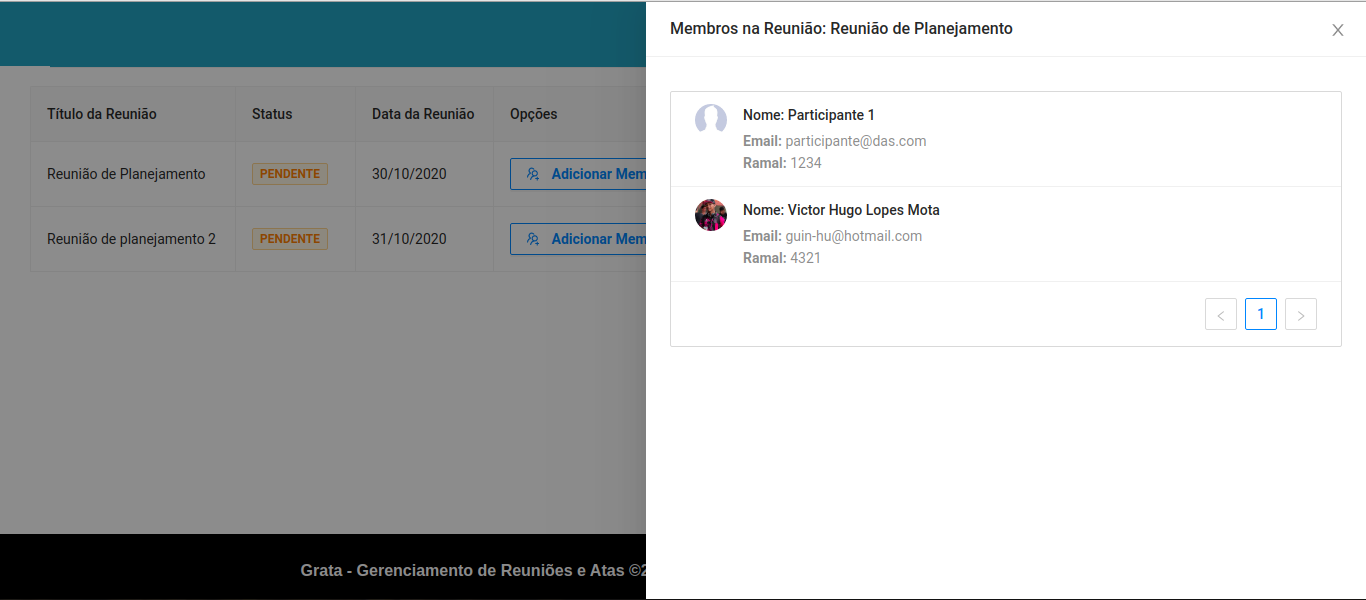 Membros na Reunião: Reunião de Planejamento
Título da Reunião Status Data da Reunião Opções
Reunião de Planejamento PENDENTE 30/10/2020 Adicionar Mem
Reunião de planejamento 2 PENDENTE 31/10/2020 Adicionar Mem
Nome: Participante 1
Email: participante@das.com
Ramal: 1234
Nome: Victor Hugo Lopes Mota
Email: guin-hu@hotmail.com
Ramal: 4321
< 1 >
Grata - Gerenciamento de Reuniões e Atas ©2